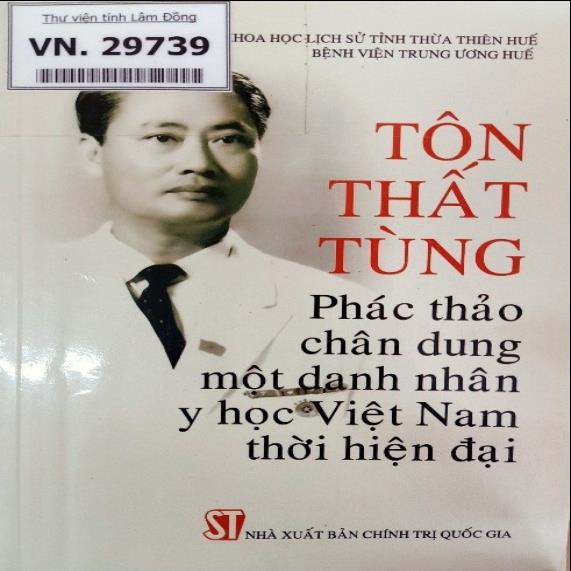 Thư viện tỉnh Lâm Đồng
VN. 29739
KHOA HỌC LỊCH SỬ TỈNH THỪA THIÊN HUẾ
BỆNH VIỆN TRUNG ƯƠNG HUẾ
TÔN
THẤT
TÙNG
Phác thảo
chân dung
một danh nhân
y học Việt Nam
thời hiện đại
ST NHÀ XUẤT BẢN CHÍNH TRỊ QUỐC GIA